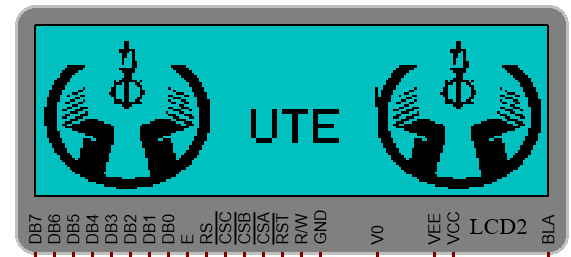 UTE
DB7 DB6 DB5 DB4 DB3 DB2 DB1 DB0 E RS CSC CSB CSA RST R/W GND V0 VEE VCC LCD2 BLA